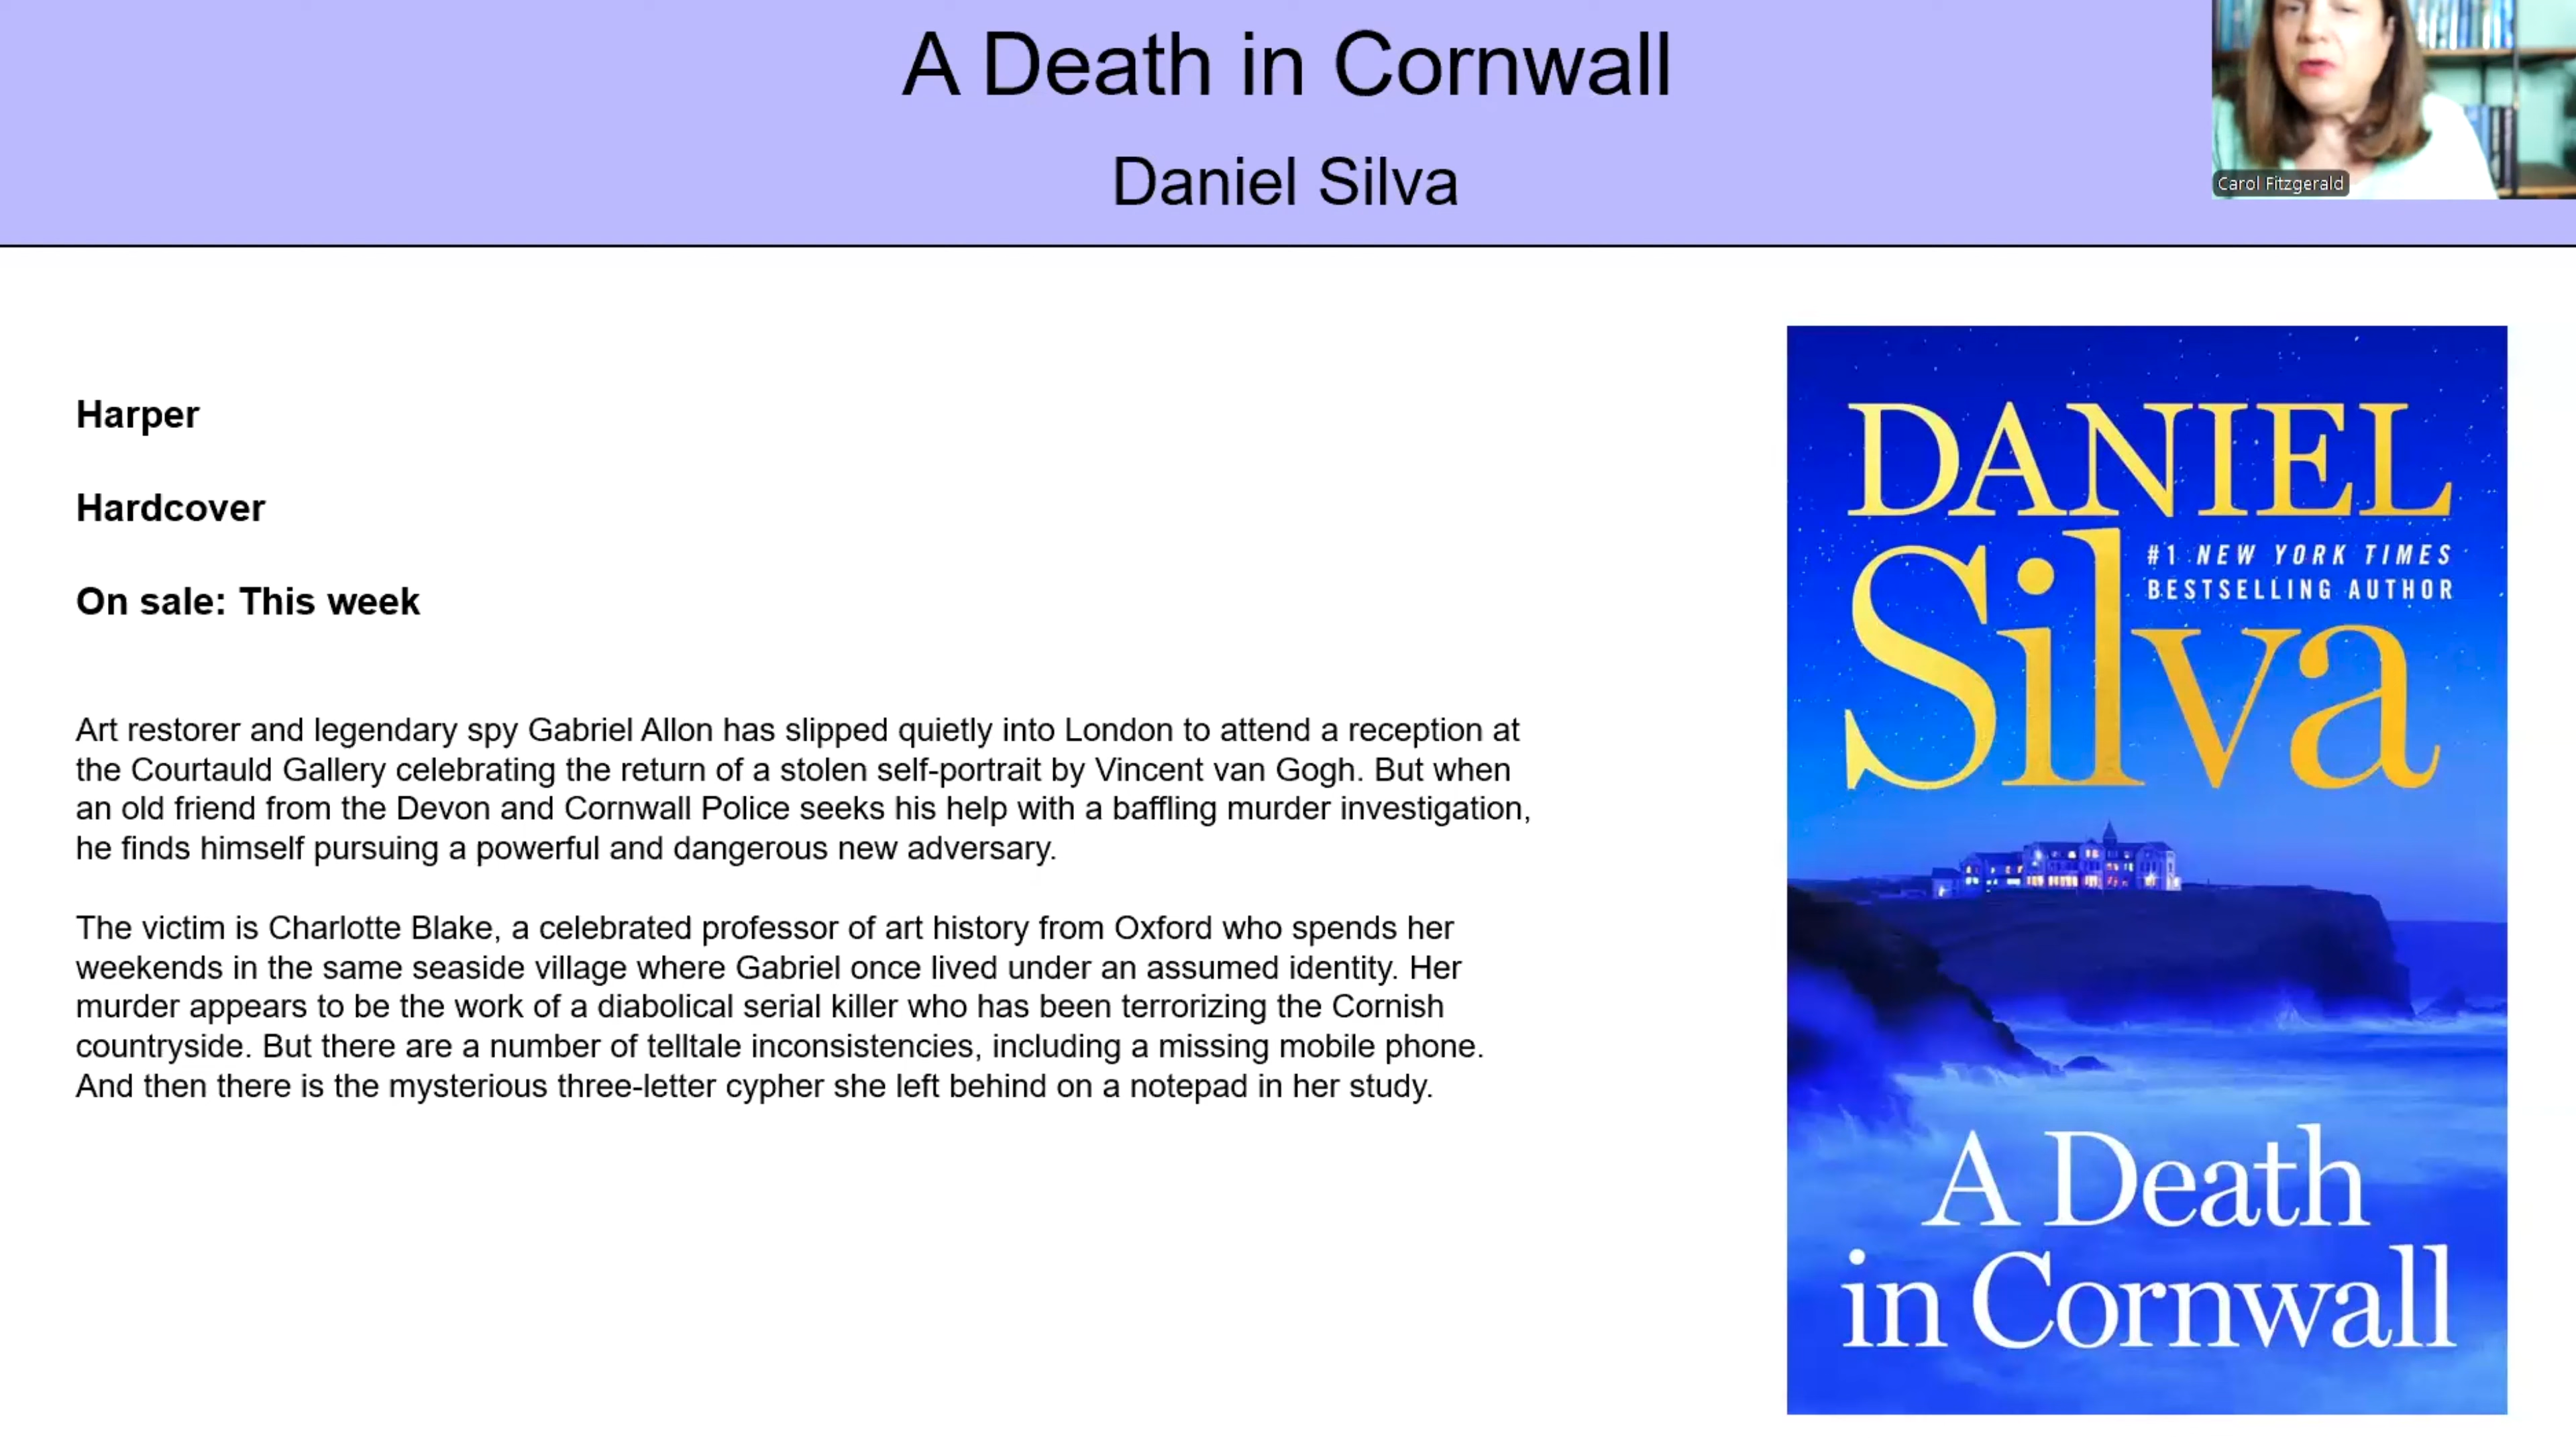 A Death in Cornwall
Daniel Silva
Carol Fitzgerald
Harper
Hardcover
On sale: This week
Art restorer and legendary spy Gabriel Allon has slipped quietly into London to attend a reception at
the Courtauld Gallery celebrating the return of a stolen self-portrait by Vincent van Gogh. But when
an old friend from the Devon and Cornwall Police seeks his help with a baffling murder investigation,
he finds himself pursuing a powerful and dangerous new adversary.
The victim is Charlotte Blake, a celebrated professor of art history from Oxford who spends her
weekends in the same seaside village where Gabriel once lived under an assumed identity. Her
murder appears to be the work of a diabolical serial killer who has been terrorizing the Cornish
countryside. But there are a number of telltale inconsistencies, including a missing mobile phone.
And then there is the mysterious three-letter cypher she left behind on a notepad in her study.
DANIEL
Silva
#1 NEW YORK TIMES
BESTSELLING AUTHOR
A Death
in Cornwall